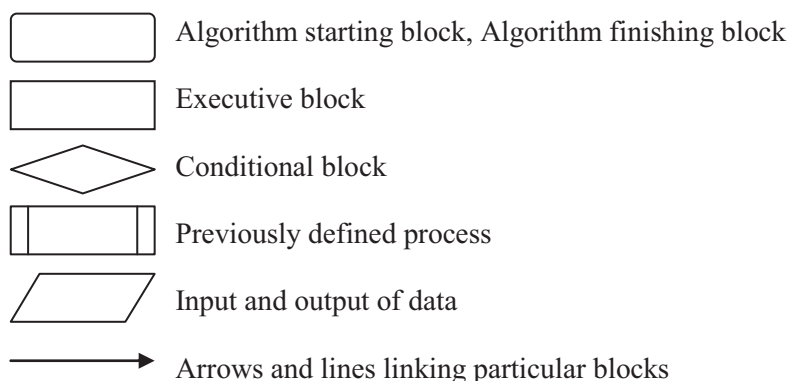 Algorithm starting block, Algorithm finishing block
Executive block
Conditional block
Previously defined process
Input and output of data
Arrows and lines linking particular blocks